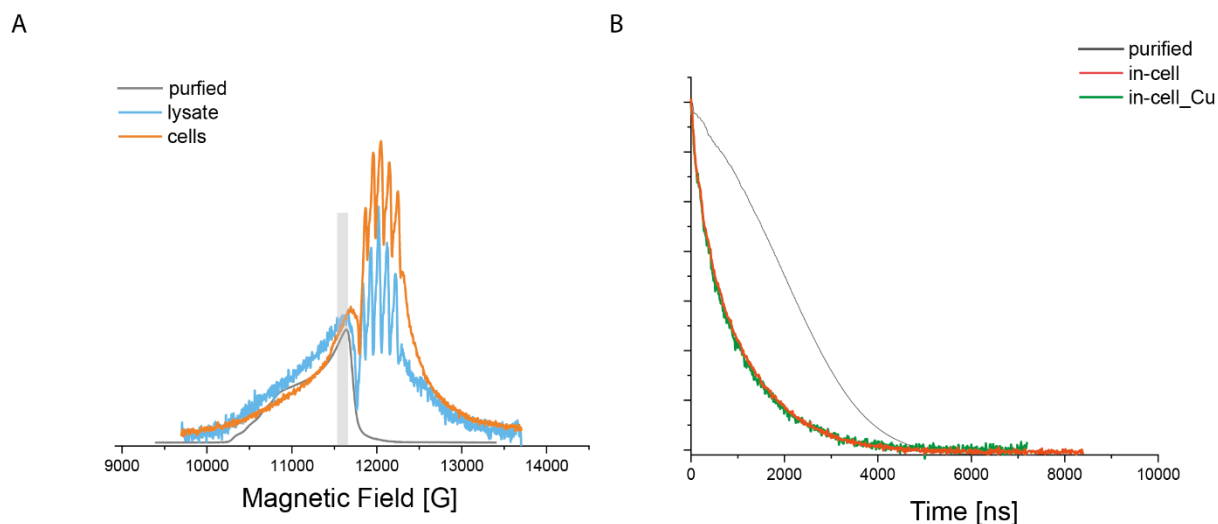 A
purfied
lysate
cells
9000 10000 11000 12000 13000 14000
Magnetic Field [G]
B
purified
in-cell
in-cell_Cu
0 2000 4000 6000 8000 10000
Time [ns]